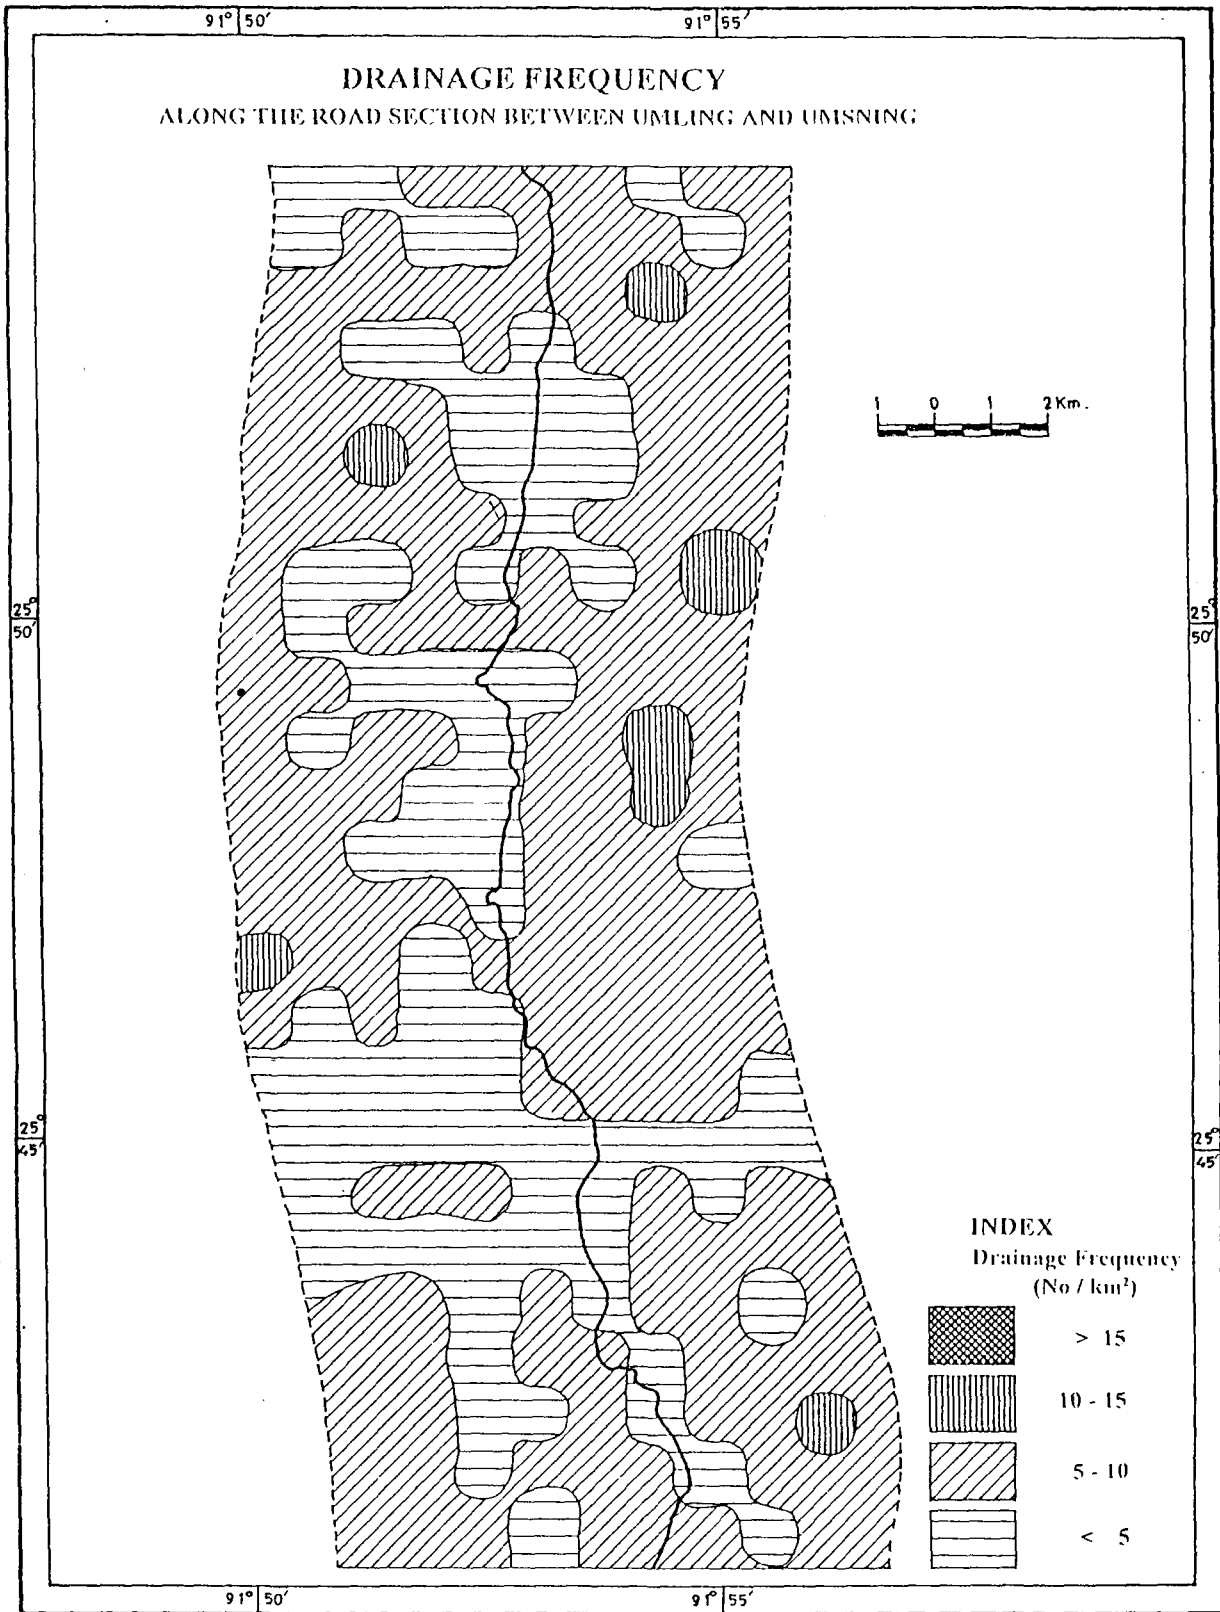 91° 50′ 91° 55′
DRAINAGE FREQUENCY
ALONG THE ROAD SECTION BETWEEN UMLING AND UMSNING
1 0 1 2 Km.
25° 50′ 25° 50′
25° 45′ 25° 45′
INDEX
Drainage Frequency
(No / km²)
> 15
10 - 15
5 - 10
< 5
91° 50′ 91° 55′